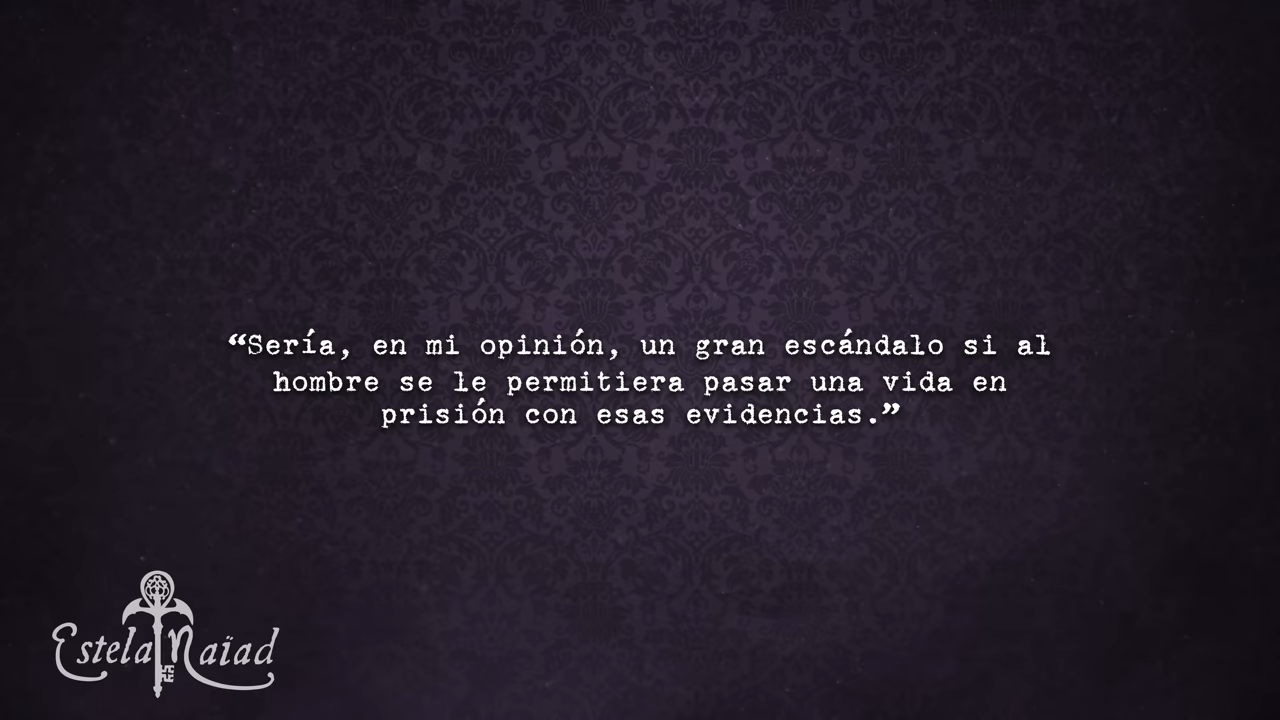 “Sería, en mi opinión, un gran escándalo si al
hombre se le permitiera pasar una vida en
prisión con esas evidencias.”
Estela Naïad